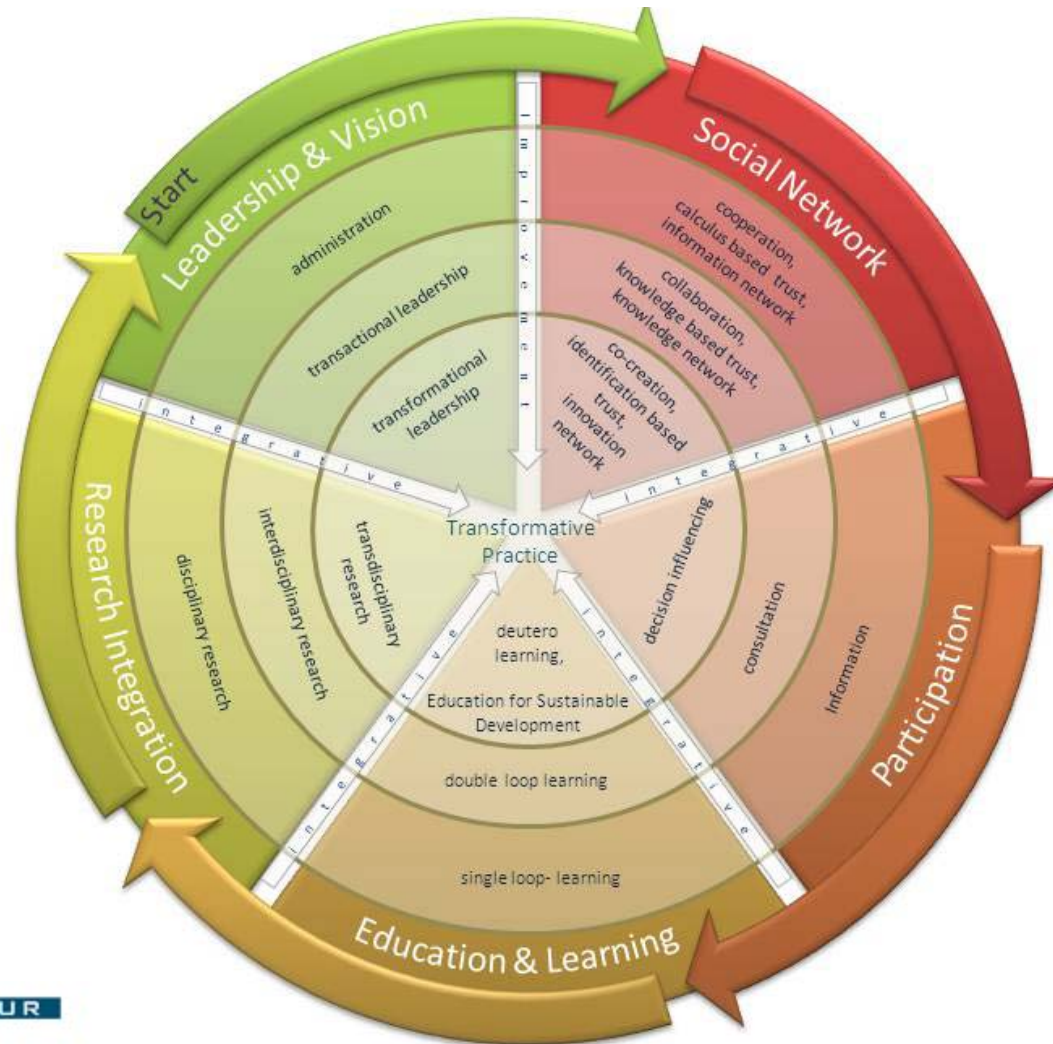 Start
Leadership & Vision
administration
transactional leadership
transformational
leadership
Improvement
Social Network
cooperation,
calculus based trust,
information network
collaboration,
knowledge based trust,
knowledge network
co-creation,
identification based
trust,
innovation
network
integrative
Participation
Information
consultation
decision influencing
integrative
Education & Learning
single loop- learning
double loop learning
Education for Sustainable
Development
deutero
learning,
integrative
Research Integration
disciplinary research
interdisciplinary research
transdisciplinary
research
integrative
Transformative
Practice
UR